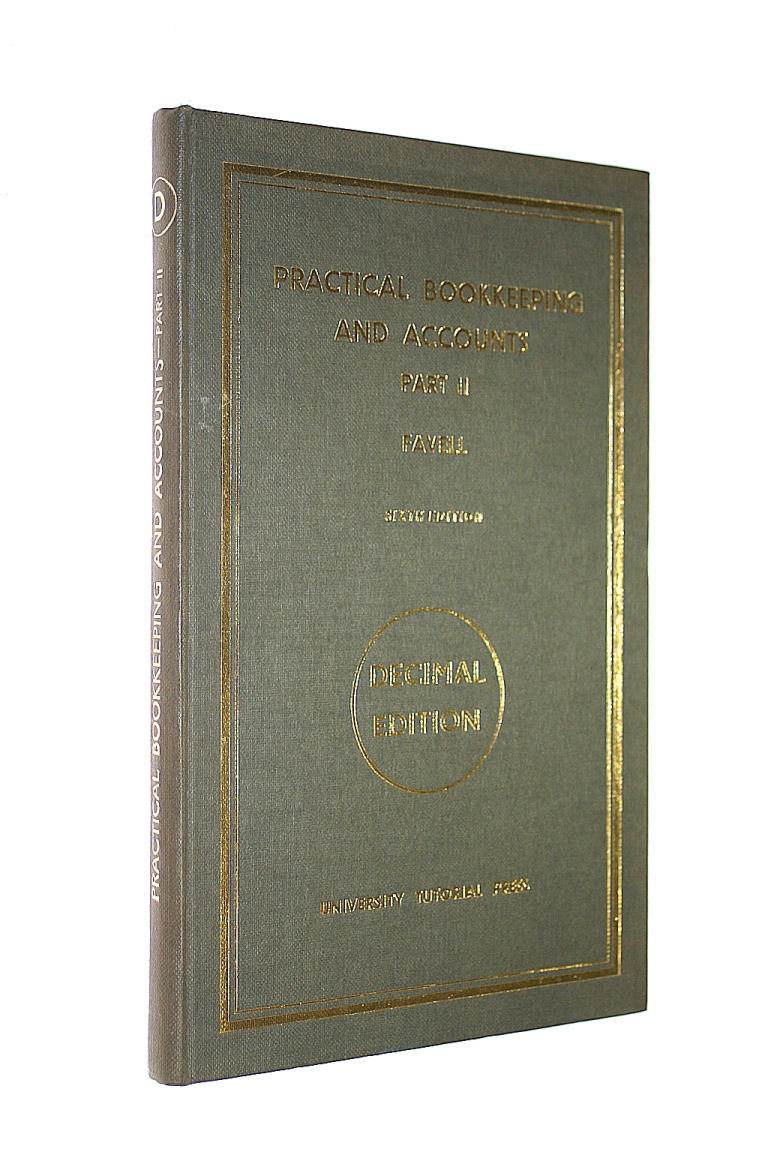 D
PRACTICAL BOOKKEEPING AND ACCOUNTS—PART II
PRACTICAL BOOKKEEPING
AND ACCOUNTS
PART II
FAVELL
SIXTH EDITION
DECIMAL
EDITION
UNIVERSITY TUTORIAL PRESS